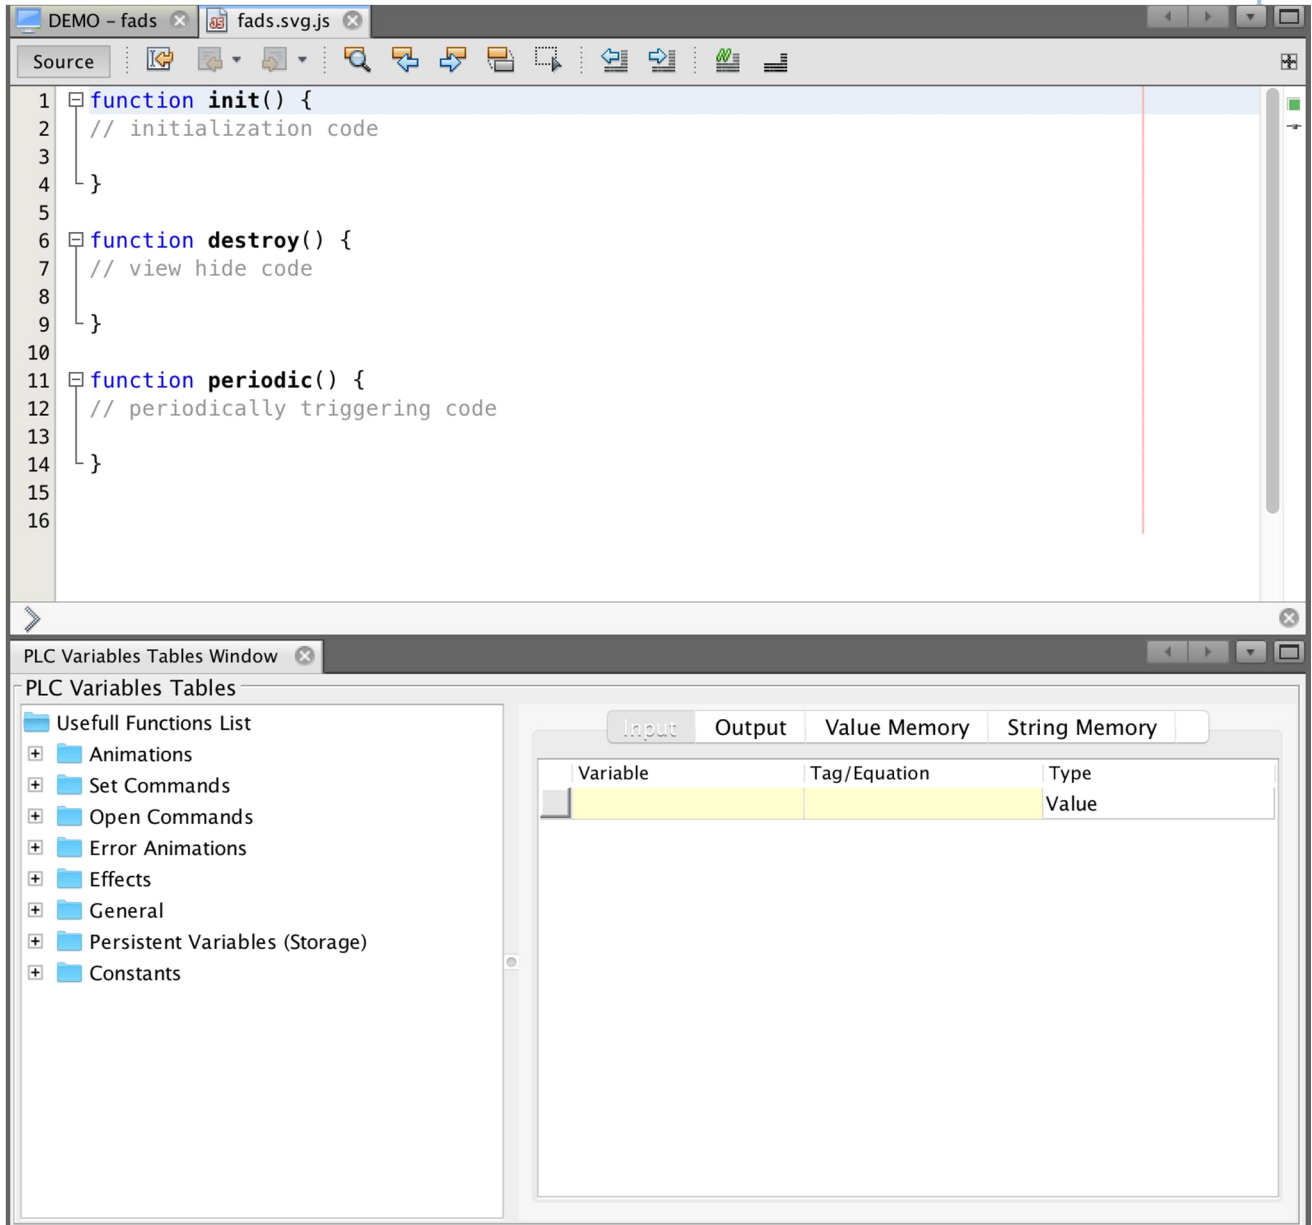 DEMO – fads
fads.svg.js
Source
1 function init() {
2 // initialization code
3
4 }
5
6 function destroy() {
7 // view hide code
8
9 }
10
11 function periodic() {
12 // periodically triggering code
13
14 }
15
16
PLC Variables Tables Window
PLC Variables Tables
Usefull Functions List
Animations
Set Commands
Open Commands
Error Animations
Effects
General
Persistent Variables (Storage)
Constants
Input Output Value Memory String Memory
Variable Tag/Equation Type
Value